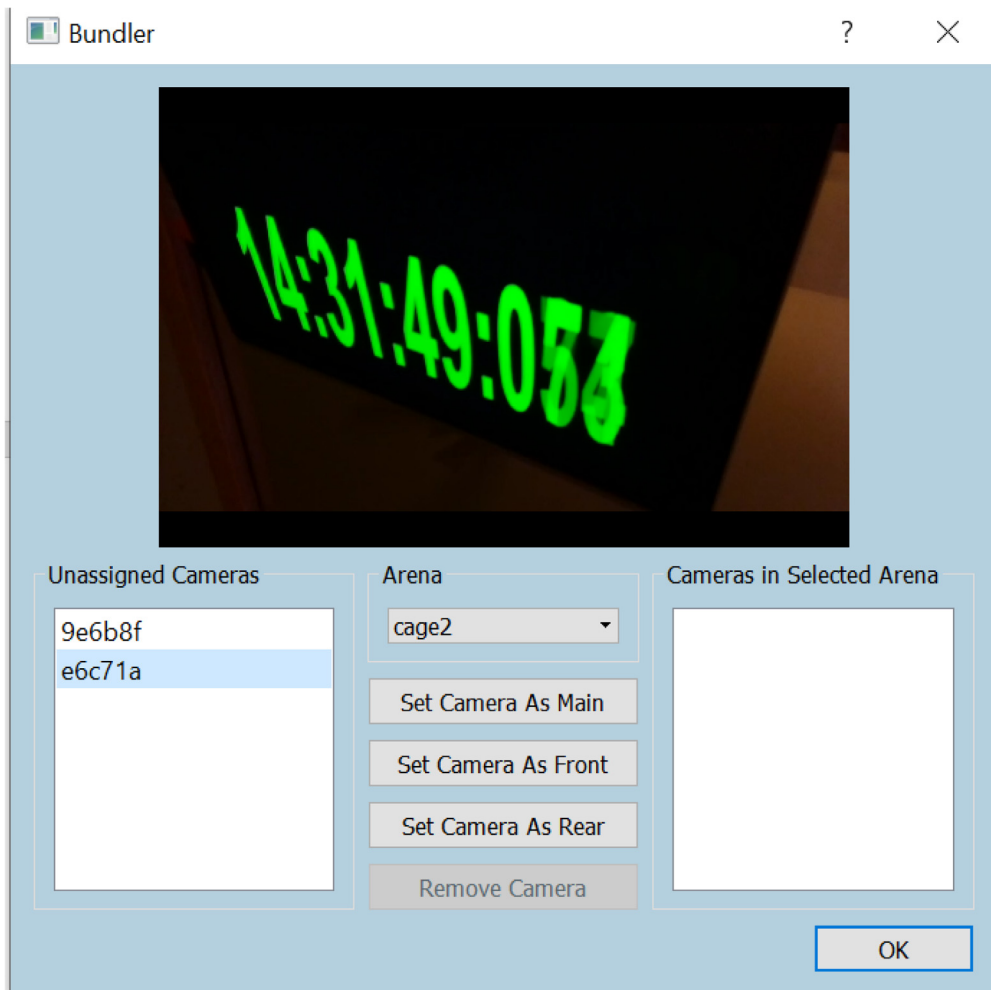 Bundler
?
14:31:49:0
Unassigned Cameras
9e6b8f
e6c71a
Arena
cage2
Set Camera As Main
Set Camera As Front
Set Camera As Rear
Remove Camera
Cameras in Selected Arena
OK